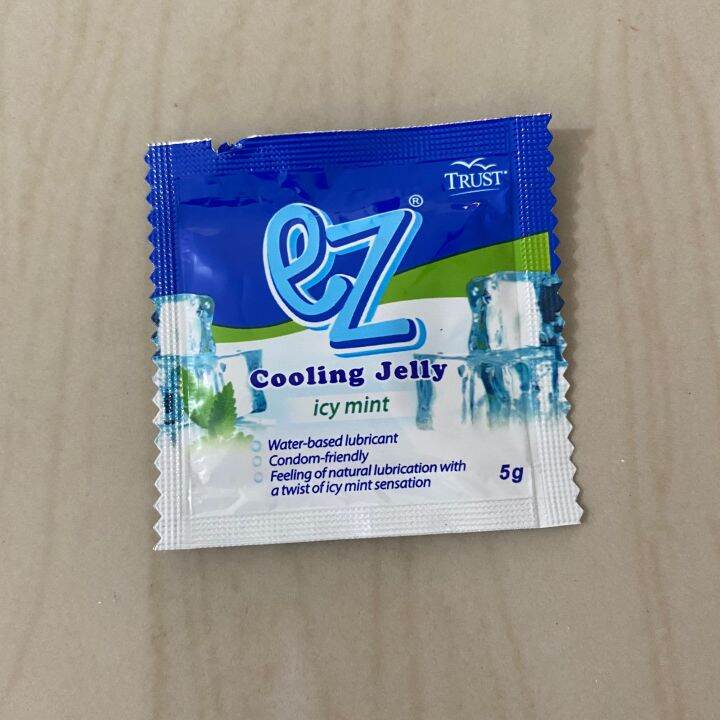 TRUST®
ez®
Cooling Jelly
icy mint
Water-based lubricant
Condom-friendly
Feeling of natural lubrication with
a twist of icy mint sensation
5g